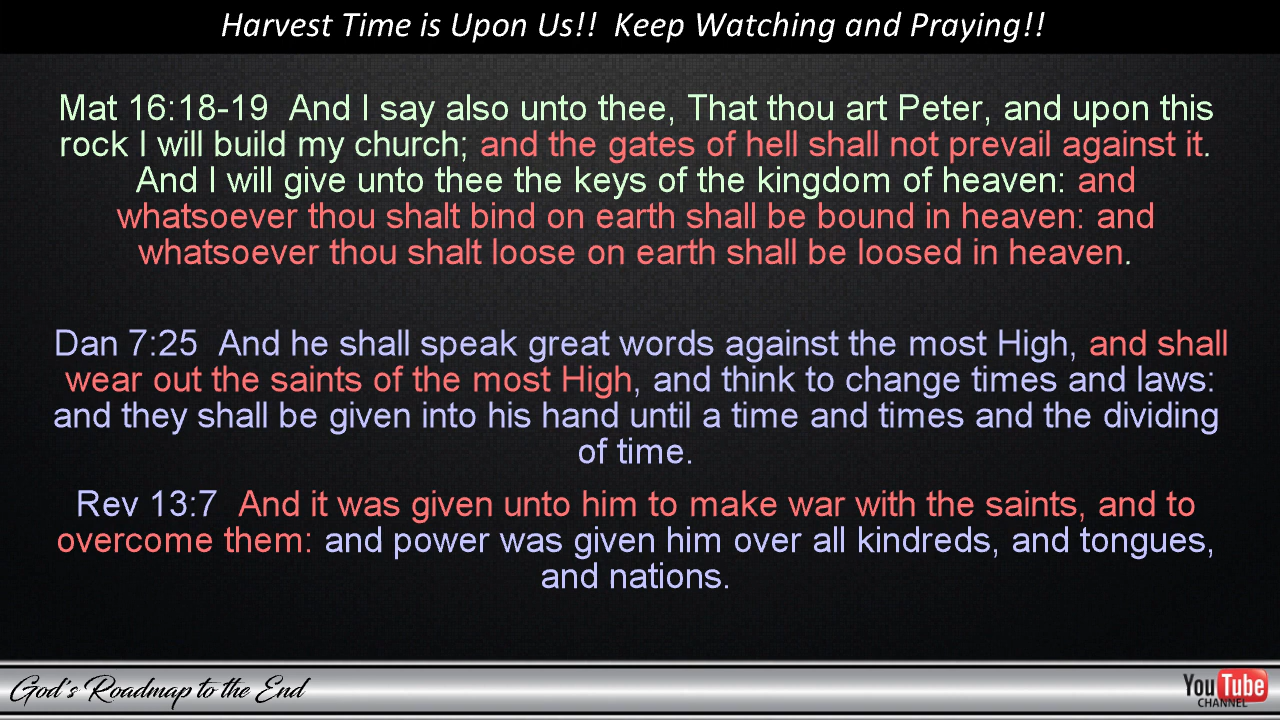 Harvest Time is Upon Us!!  Keep Watching and Praying!!
Mat 16:18-19  And I say also unto thee, That thou art Peter, and upon this
rock I will build my church; and the gates of hell shall not prevail against it.
And I will give unto thee the keys of the kingdom of heaven: and
whatsoever thou shalt bind on earth shall be bound in heaven: and
whatsoever thou shalt loose on earth shall be loosed in heaven.
Dan 7:25  And he shall speak great words against the most High, and shall
wear out the saints of the most High, and think to change times and laws:
and they shall be given into his hand until a time and times and the dividing
of time.
Rev 13:7  And it was given unto him to make war with the saints, and to
overcome them: and power was given him over all kindreds, and tongues,
and nations.
God's Roadmap to the End
YouTube
CHANNEL